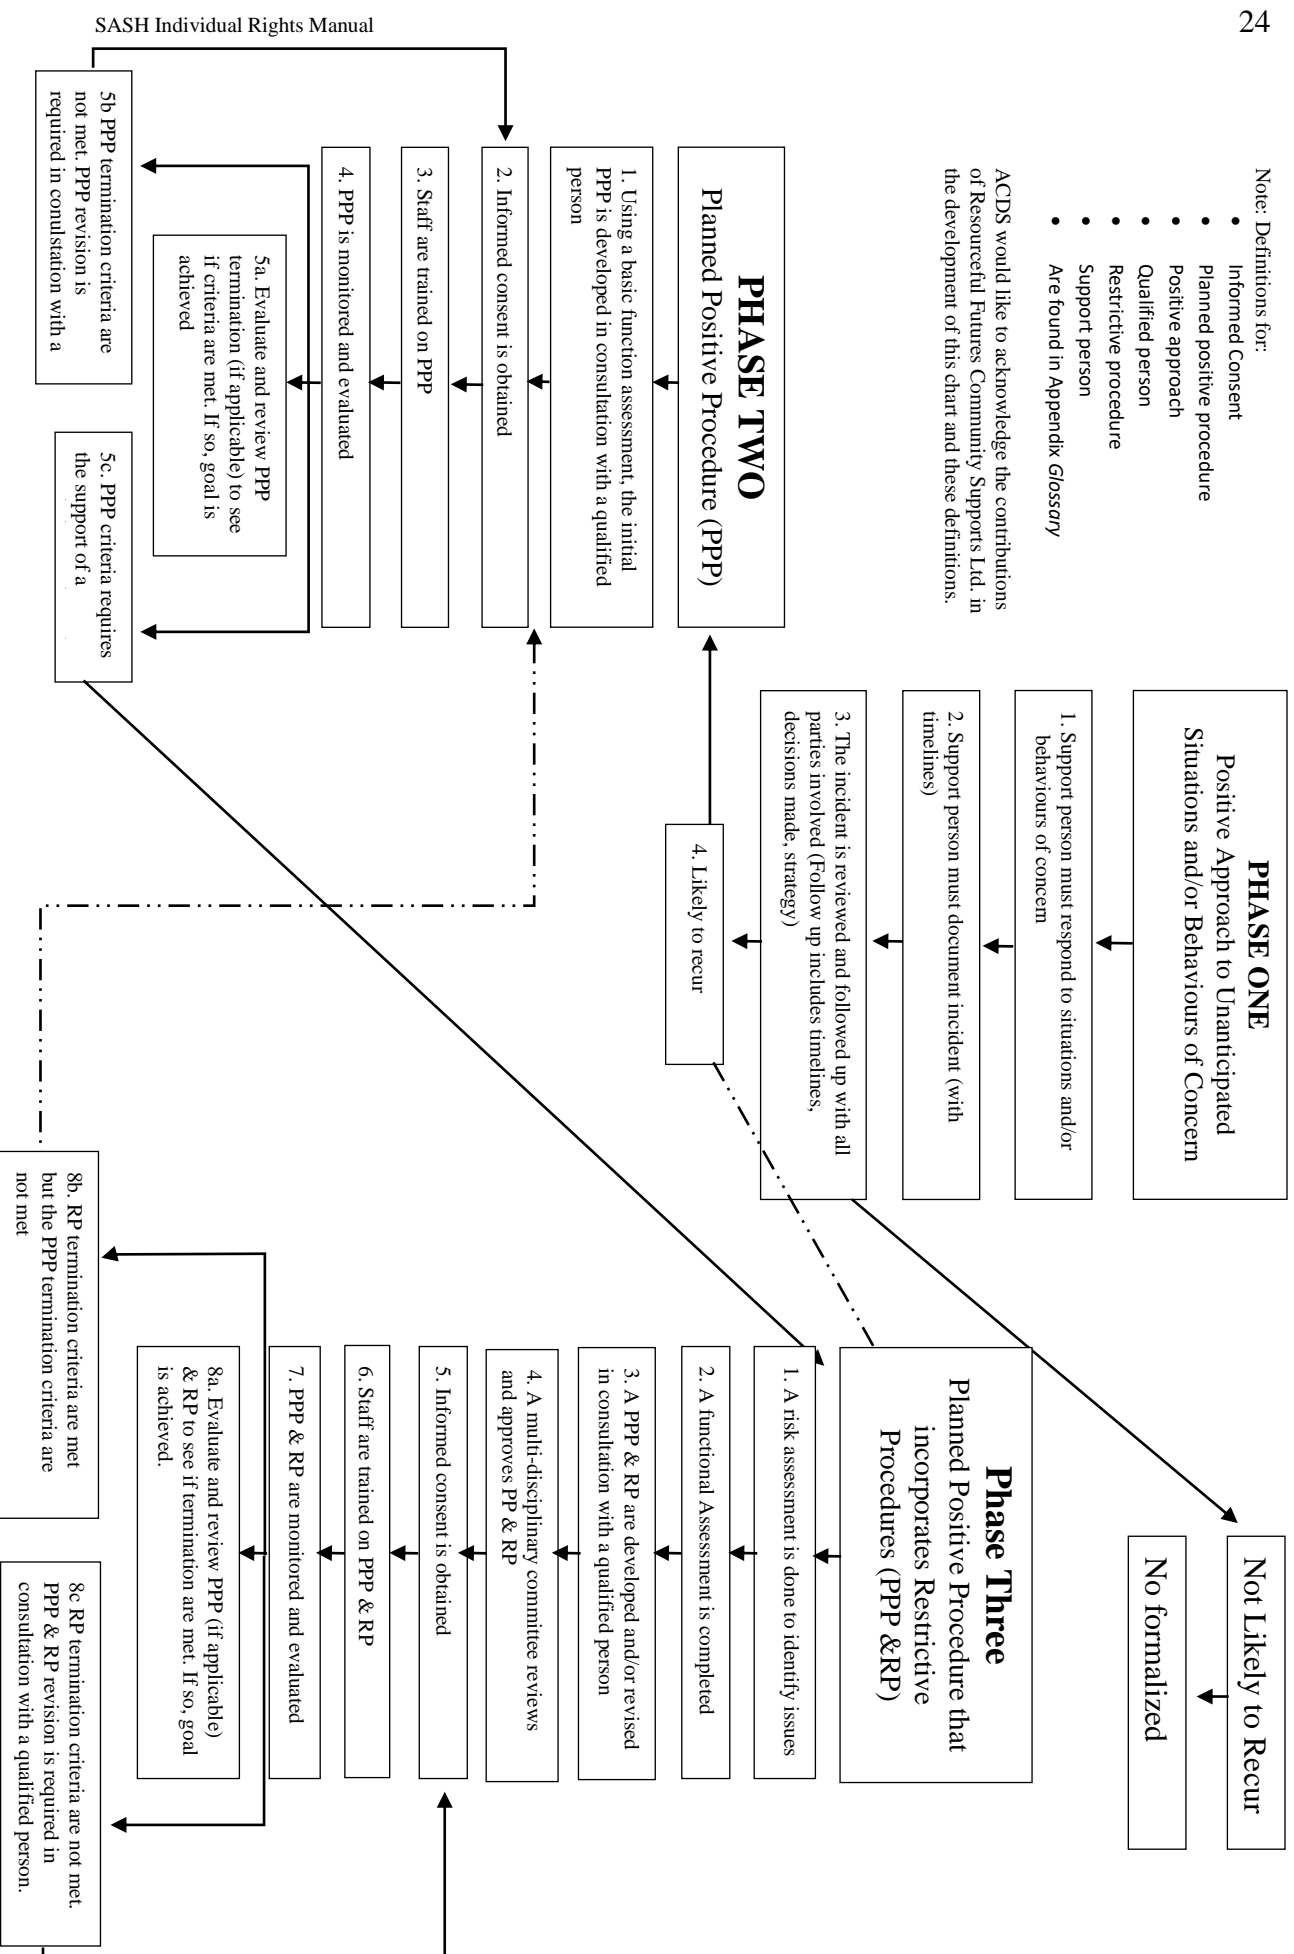 SASH Individual Rights Manual
24
Note: Definitions for:
• Informed Consent
• Planned positive procedure
• Positive approach
• Qualified person
• Restrictive procedure
• Support person
• Are found in Appendix Glossary
ACDS would like to acknowledge the contributions
of Resourceful Futures Community Supports Ltd. in
the development of this chart and these definitions.
PHASE ONE
Positive Approach to Unanticipated
Situations and/or Behaviours of Concern
1. Support person must respond to situations and/or
behaviours of concern
2. Support person must document incident (with
timelines)
3. The incident is reviewed and followed up with all
parties involved (Follow up includes timelines,
decisions made, strategy)
4. Likely to recur
Not Likely to Recur
No formalized
PHASE TWO
Planned Positive Procedure (PPP)
1. Using a basic function assessment, the initial
PPP is developed in consultation with a qualified
person
2. Informed consent is obtained
3. Staff are trained on PPP
4. PPP is monitored and evaluated
5a. Evaluate and review PPP
termination (if applicable) to see
if criteria are met. If so, goal is
achieved
5b PPP termination criteria are
not met. PPP revision is
required in conulstation with a
5c. PPP criteria requires
the support of a
Phase Three
Planned Positive Procedure that
incorporates Restrictive
Procedures (PPP &RP)
1. A risk assessment is done to identify issues
2. A functional Assessment is completed
3. A PPP & RP are developed and/or revised
in consultation with a qualified person
4. A multi-disciplinary committee reviews
and approves PP & RP
5. Informed consent is obtained
6. Staff are trained on PPP & RP
7. PPP & RP are monitored and evaluated
8a. Evaluate and review PPP (if applicable)
& RP to see if termination are met. If so, goal
is achieved.
8b. RP termination criteria are met
but the PPP termination criteria are
not met
8c RP termination criteria are not met.
PPP & RP revision is required in
consultation with a qualified person.